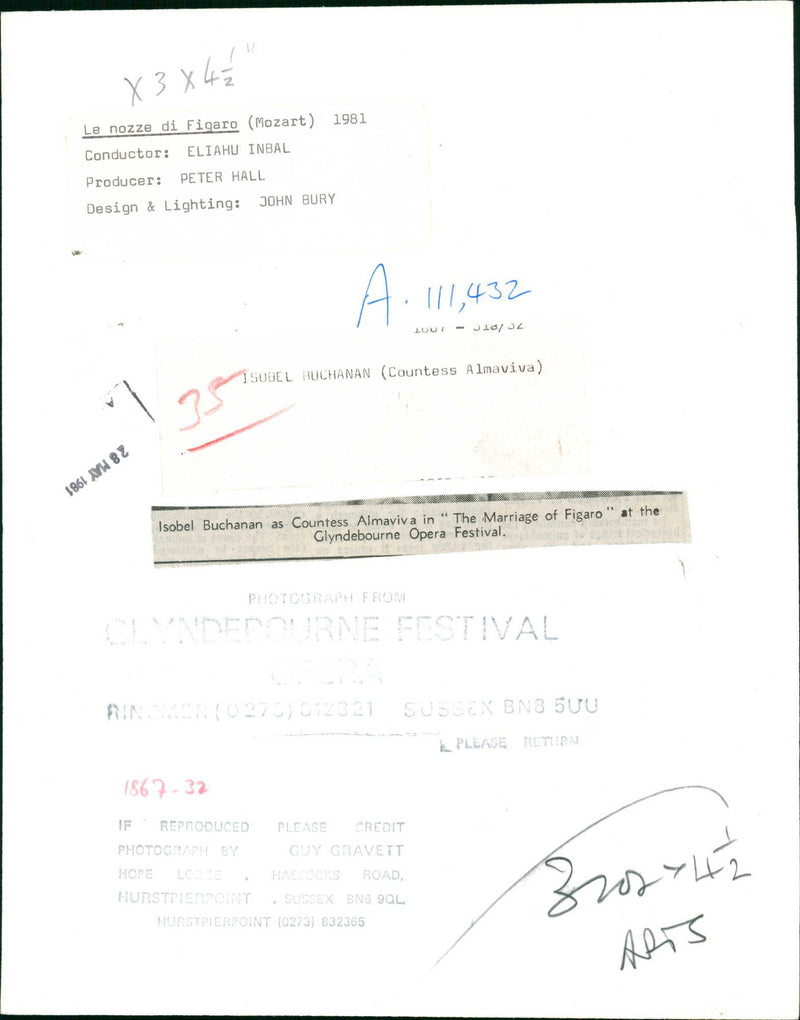 X 3 X 4½"
Le nozze di Figaro (Mozart) 1981
Conductor: ELIAHU INBAL
Producer: PETER HALL
Design & Lighting: JOHN BURY
A. 111,432
35
ISOBEL BUCHANAN (Countess Almaviva)
28 MAY 1981
Isobel Buchanan as Countess Almaviva in "The Marriage of Figaro" at the
Glyndebourne Opera Festival.
PHOTOGRAPH FROM
GLYNDEBOURNE FESTIVAL
OPERA
RINGMER (0273) 812321 SUSSEX BN8 5UU
PLEASE RETURN
1867-32
IF REPRODUCED PLEASE CREDIT
PHOTOGRAPH BY GUY GRAVETT
HOPE LODGE, HASSOCKS ROAD,
HURSTPIERPOINT, SUSSEX BN6 9QL
HURSTPIERPOINT (0273) 832365
4½
ARTS